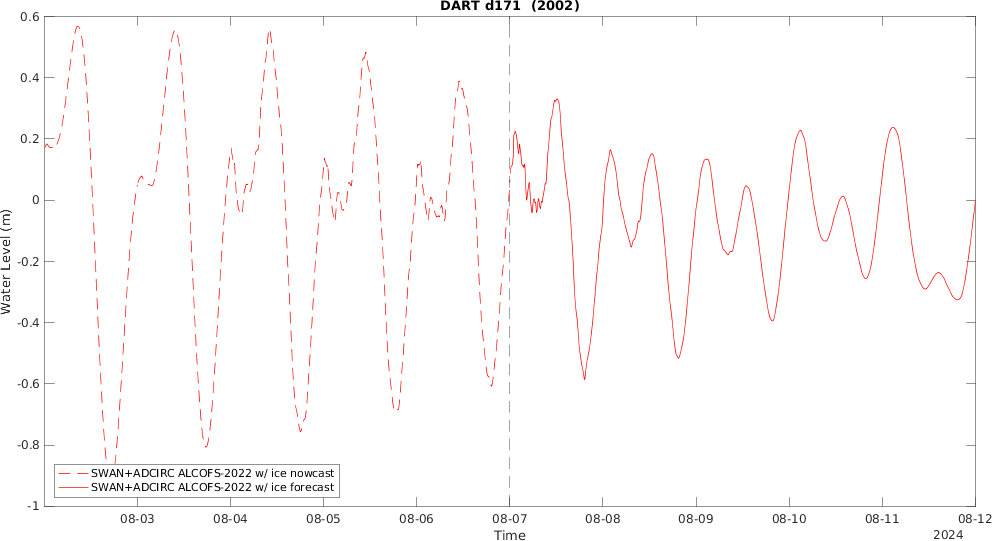 DART d171 (2002)
0.6
0.4
0.2
0
-0.2
-0.4
-0.6
-0.8
-1
Water Level (m)
SWAN+ADCIRC ALCOFS-2022 w/ ice nowcast
SWAN+ADCIRC ALCOFS-2022 w/ ice forecast
08-03 08-04 08-05 08-06 08-07 08-08 08-09 08-10 08-11 08-12
Time
2024